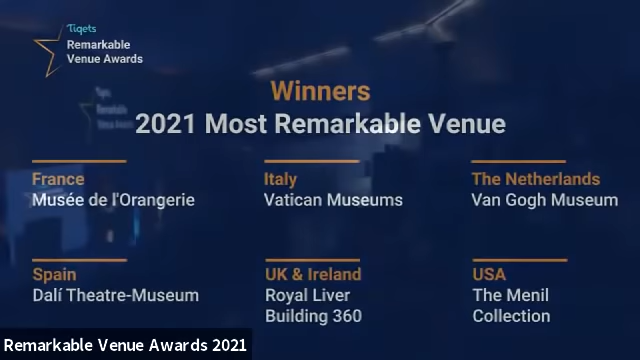 Tiqets
Remarkable
Venue Awards
Winners
2021 Most Remarkable Venue
France
Musée de l'Orangerie
Italy
Vatican Museums
The Netherlands
Van Gogh Museum
Spain
Dalí Theatre-Museum
UK & Ireland
Royal Liver
Building 360
USA
The Menil
Collection
Remarkable Venue Awards 2021